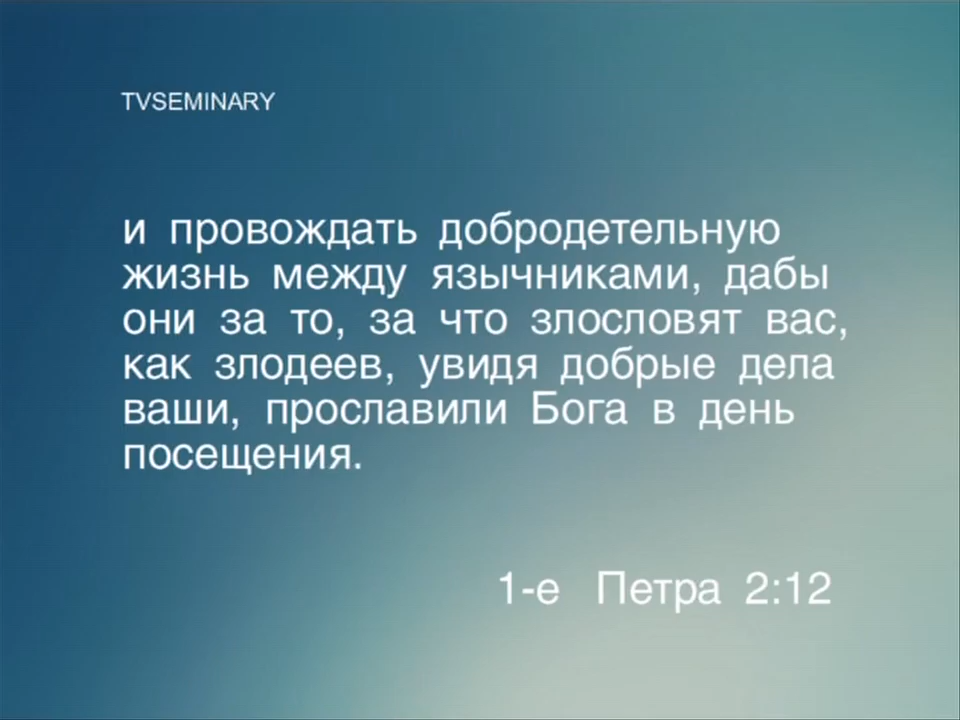 TVSEMINARY
и провождать добродетельную
жизнь между язычниками, дабы
они за то, за что злословят вас,
как злодеев, увидя добрые дела
ваши, прославили Бога в день
посещения.
1-е Петра 2:12